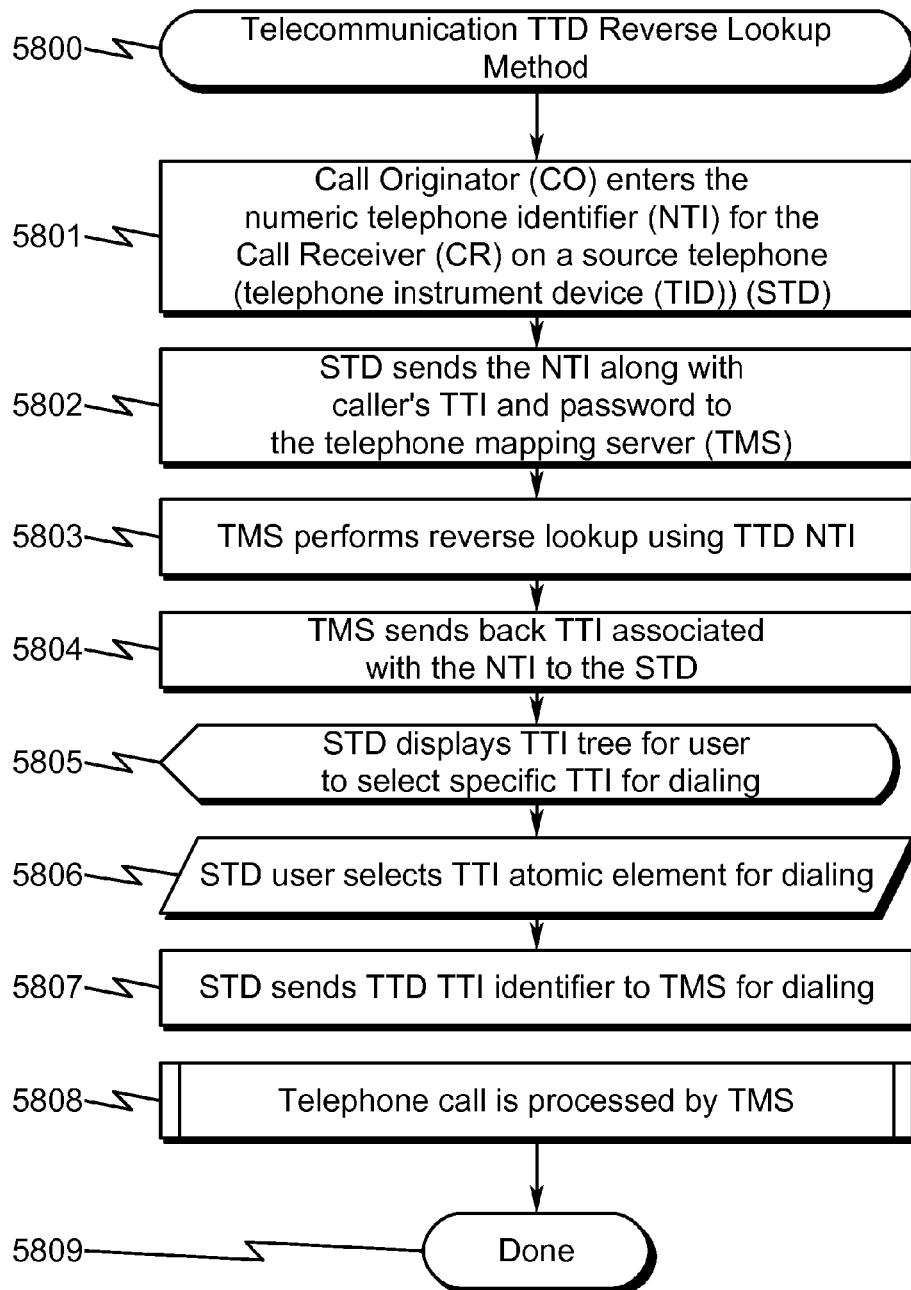 5800
Telecommunication TTD Reverse Lookup
Method
5801
Call Originator (CO) enters the
numeric telephone identifier (NTI) for the
Call Receiver (CR) on a source telephone
(telephone instrument device (TID)) (STD)
5802
STD sends the NTI along with
caller's TTI and password to
the telephone mapping server (TMS)
5803
TMS performs reverse lookup using TTD NTI
5804
TMS sends back TTI associated
with the NTI to the STD
5805
STD displays TTI tree for user
to select specific TTI for dialing
5806
STD user selects TTI atomic element for dialing
5807
STD sends TTD TTI identifier to TMS for dialing
5808
Telephone call is processed by TMS
5809
Done